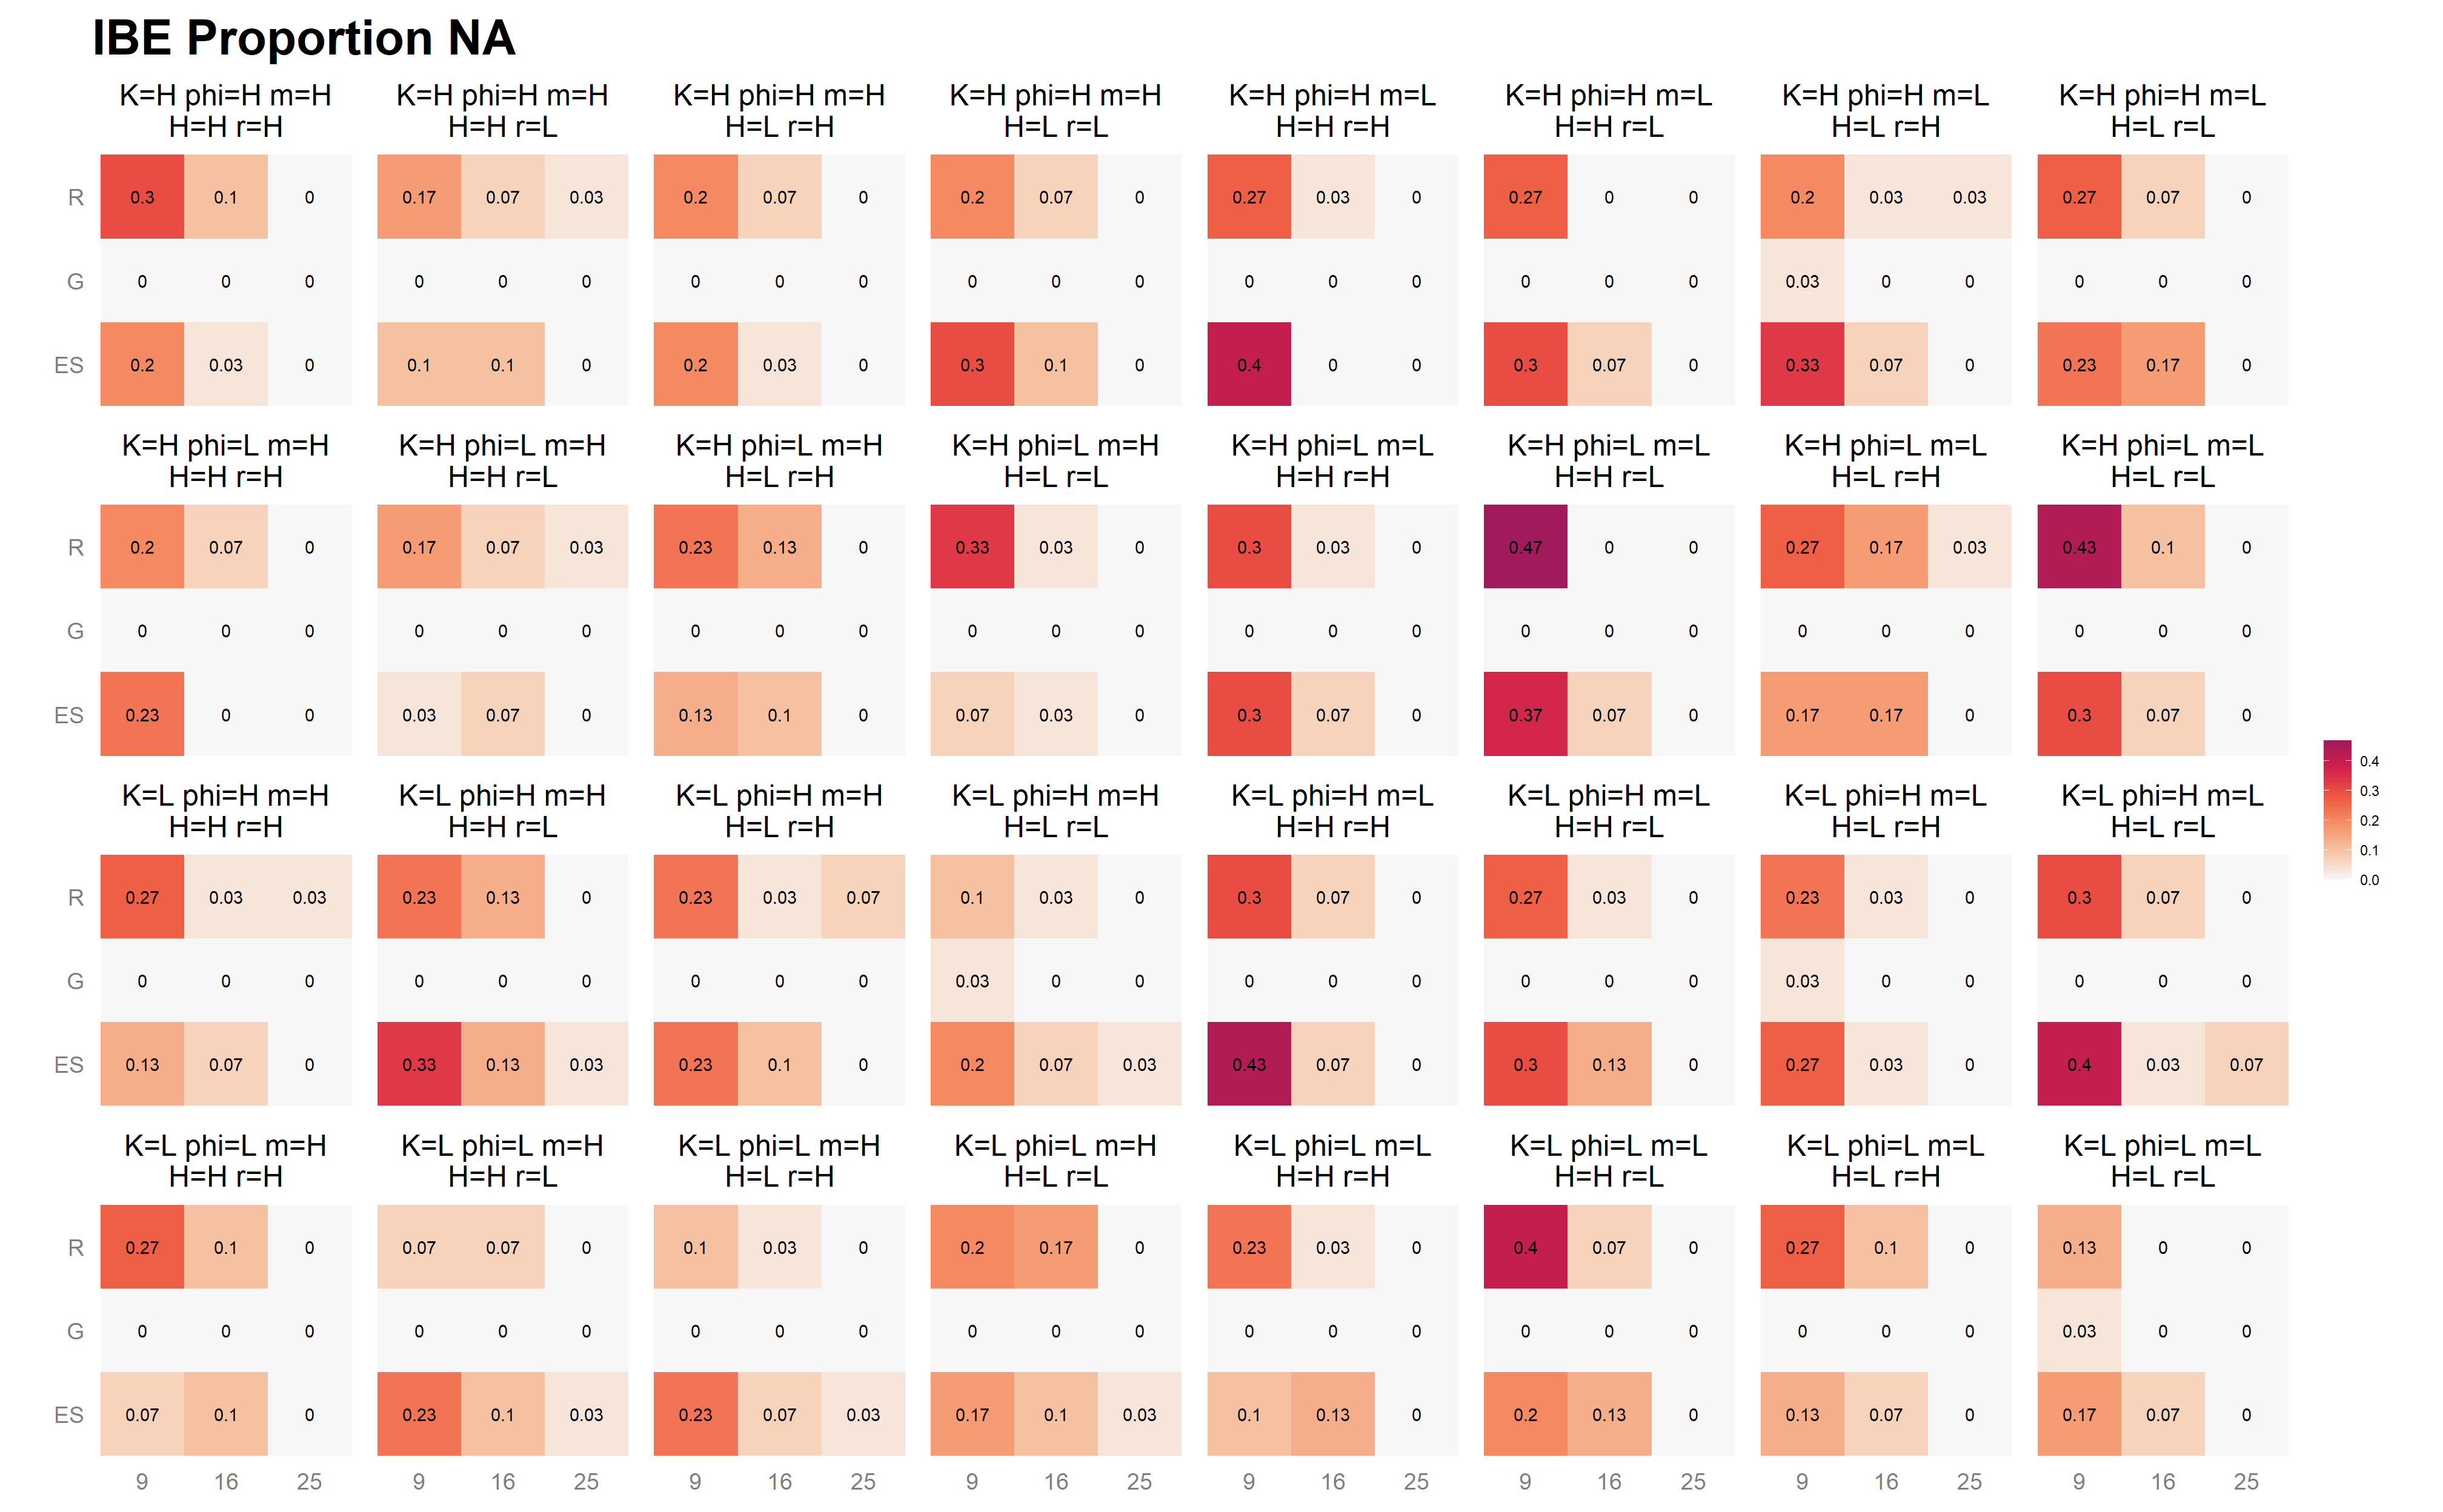 IBE Proportion NA
K=H phi=H m=H K=H phi=H m=H K=H phi=H m=H K=H phi=H m=H K=H phi=H m=L K=H phi=H m=L K=H phi=H m=L K=H phi=H m=L
H=H r=H H=H r=L H=L r=H H=L r=L H=H r=H H=H r=L H=L r=H H=L r=L
R 0.3 0.1 0 0.17 0.07 0.03 0.2 0.07 0 0.2 0.07 0 0.27 0.03 0 0.27 0 0 0.2 0.03 0.03 0.27 0.07 0
G 0 0 0 0 0 0 0 0 0 0 0 0 0 0 0 0 0 0 0.03 0 0 0 0 0
ES 0.2 0.03 0 0.1 0.1 0 0.2 0.03 0 0.3 0.1 0 0.4 0 0 0.3 0.07 0 0.33 0.07 0 0.23 0.17 0
K=H phi=L m=H K=H phi=L m=H K=H phi=L m=H K=H phi=L m=H K=H phi=L m=L K=H phi=L m=L K=H phi=L m=L K=H phi=L m=L
H=H r=H H=H r=L H=L r=H H=L r=L H=H r=H H=H r=L H=L r=H H=L r=L
R 0.2 0.07 0 0.17 0.07 0.03 0.23 0.13 0 0.33 0.03 0 0.3 0.03 0 0.47 0 0 0.27 0.17 0.03 0.43 0.1 0
G 0 0 0 0 0 0 0 0 0 0 0 0 0 0 0 0 0 0 0 0 0 0 0 0
ES 0.23 0 0 0.03 0.07 0 0.13 0.1 0 0.07 0.03 0 0.3 0.07 0 0.37 0.07 0 0.17 0.17 0 0.3 0.07 0
K=L phi=H m=H K=L phi=H m=H K=L phi=H m=H K=L phi=H m=H K=L phi=H m=L K=L phi=H m=L K=L phi=H m=L K=L phi=H m=L
H=H r=H H=H r=L H=L r=H H=L r=L H=H r=H H=H r=L H=L r=H H=L r=L
R 0.27 0.03 0.03 0.23 0.13 0 0.23 0.03 0.07 0.1 0.03 0 0.3 0.07 0 0.27 0.03 0 0.23 0.03 0 0.3 0.07 0
G 0 0 0 0 0 0 0 0 0 0.03 0 0 0 0 0 0 0 0 0.03 0 0 0 0 0
ES 0.13 0.07 0 0.33 0.13 0.03 0.23 0.1 0 0.2 0.07 0.03 0.43 0.07 0 0.3 0.13 0 0.27 0.03 0 0.4 0.03 0.07
K=L phi=L m=H K=L phi=L m=H K=L phi=L m=H K=L phi=L m=H K=L phi=L m=L K=L phi=L m=L K=L phi=L m=L K=L phi=L m=L
H=H r=H H=H r=L H=L r=H H=L r=L H=H r=H H=H r=L H=L r=H H=L r=L
R 0.27 0.1 0 0.07 0.07 0 0.1 0.03 0 0.2 0.17 0 0.23 0.03 0 0.4 0.07 0 0.27 0.1 0 0.13 0 0
G 0 0 0 0 0 0 0 0 0 0 0 0 0 0 0 0 0 0 0 0 0 0.03 0 0
ES 0.07 0.1 0 0.23 0.1 0.03 0.23 0.07 0.03 0.17 0.1 0.03 0.1 0.13 0 0.2 0.13 0 0.13 0.07 0 0.17 0.07 0
9 16 25 9 16 25 9 16 25 9 16 25 9 16 25 9 16 25 9 16 25 9 16 25
0.4
0.3
0.2
0.1
0.0